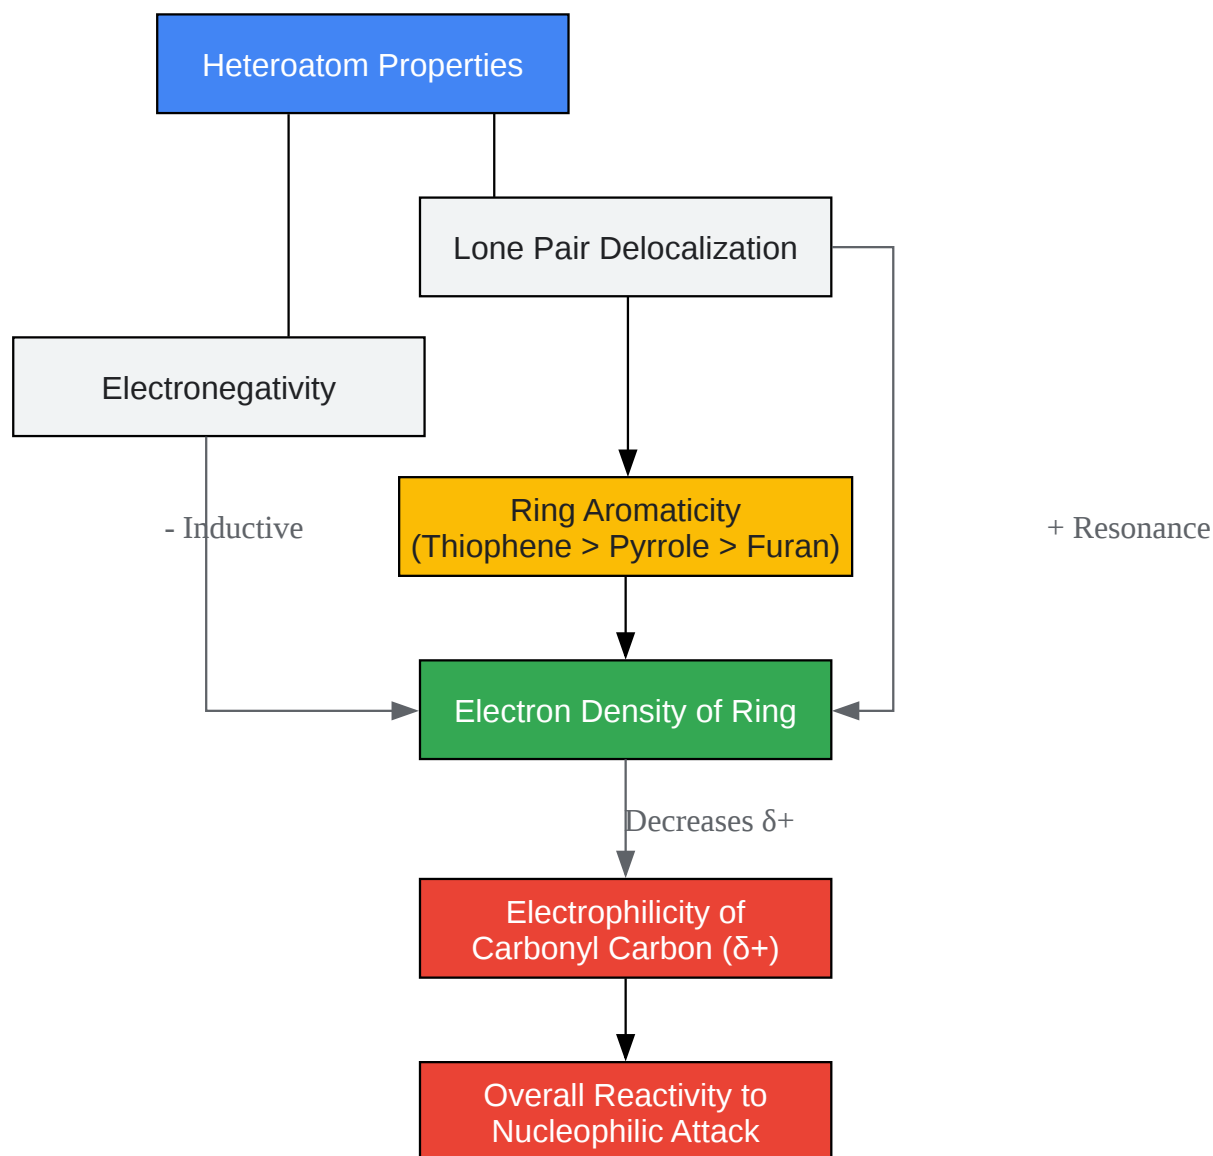 Heteroatom Properties
Lone Pair Delocalization
Electronegativity
Ring Aromaticity
(Thiophene > Pyrrole > Furan)
- Inductive
+ Resonance
Electron Density of Ring
Decreases δ+
Electrophilicity of
Carbonyl Carbon (δ+)
Overall Reactivity to
Nucleophilic Attack